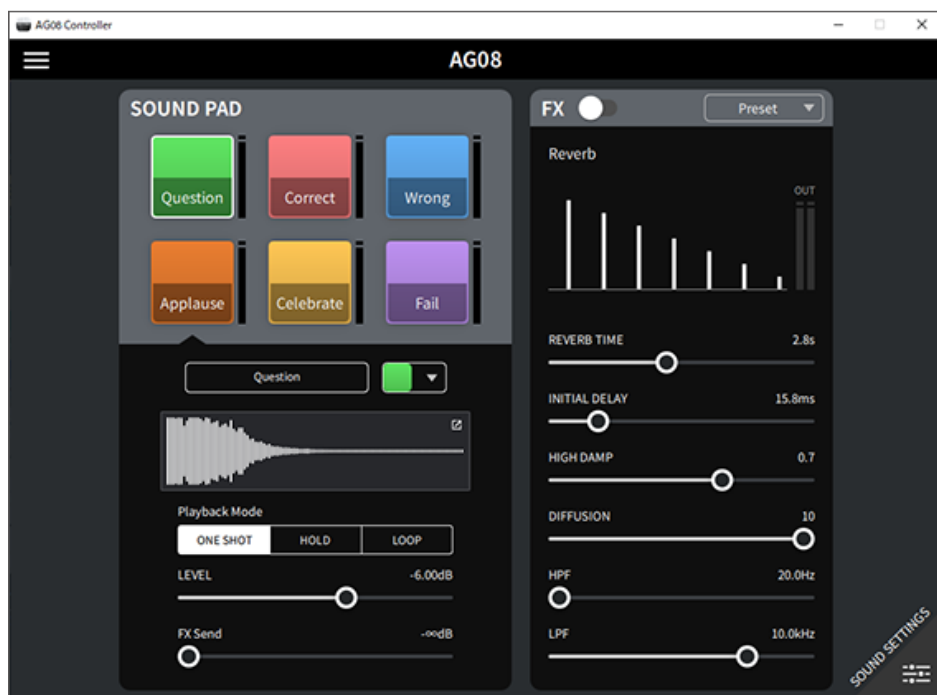 AG08 Controller
AG08
SOUND PAD
Question
Correct
Wrong
Applause
Celebrate
Fail
Question
Playback Mode
ONE SHOT HOLD LOOP
LEVEL -6.00dB
FX Send -∞dB
FX
Preset
Reverb
OUT
REVERB TIME 2.8s
INITIAL DELAY 15.8ms
HIGH DAMP 0.7
DIFFUSION 10
HPF 20.0Hz
LPF 10.0kHz
SOUND SETTINGS